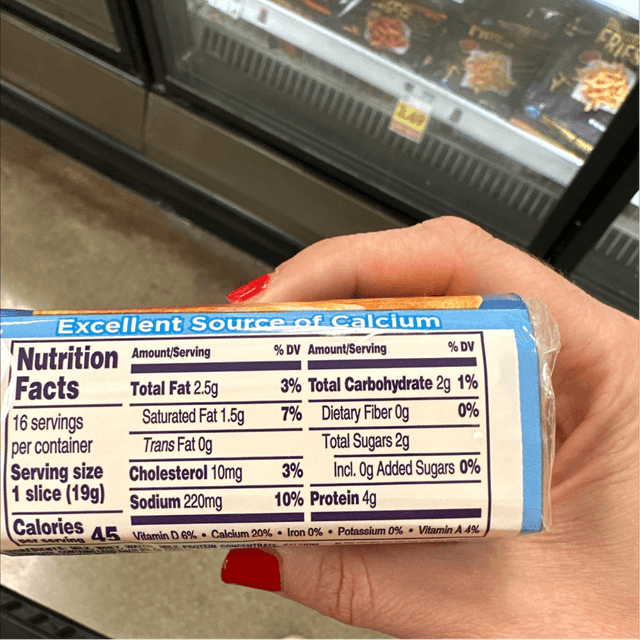 Excellent Source of Calcium
Nutrition
Facts
16 servings
per container
Serving size
1 slice (19g)
Calories
per serving 45
Amount/Serving % DV
Total Fat 2.5g 3%
Saturated Fat 1.5g 7%
Trans Fat 0g
Cholesterol 10mg 3%
Sodium 220mg 10%
Amount/Serving % DV
Total Carbohydrate 2g 1%
Dietary Fiber 0g 0%
Total Sugars 2g
Incl. 0g Added Sugars 0%
Protein 4g
Vitamin D 6% • Calcium 20% • Iron 0% • Potassium 0% • Vitamin A 4%
FRIES